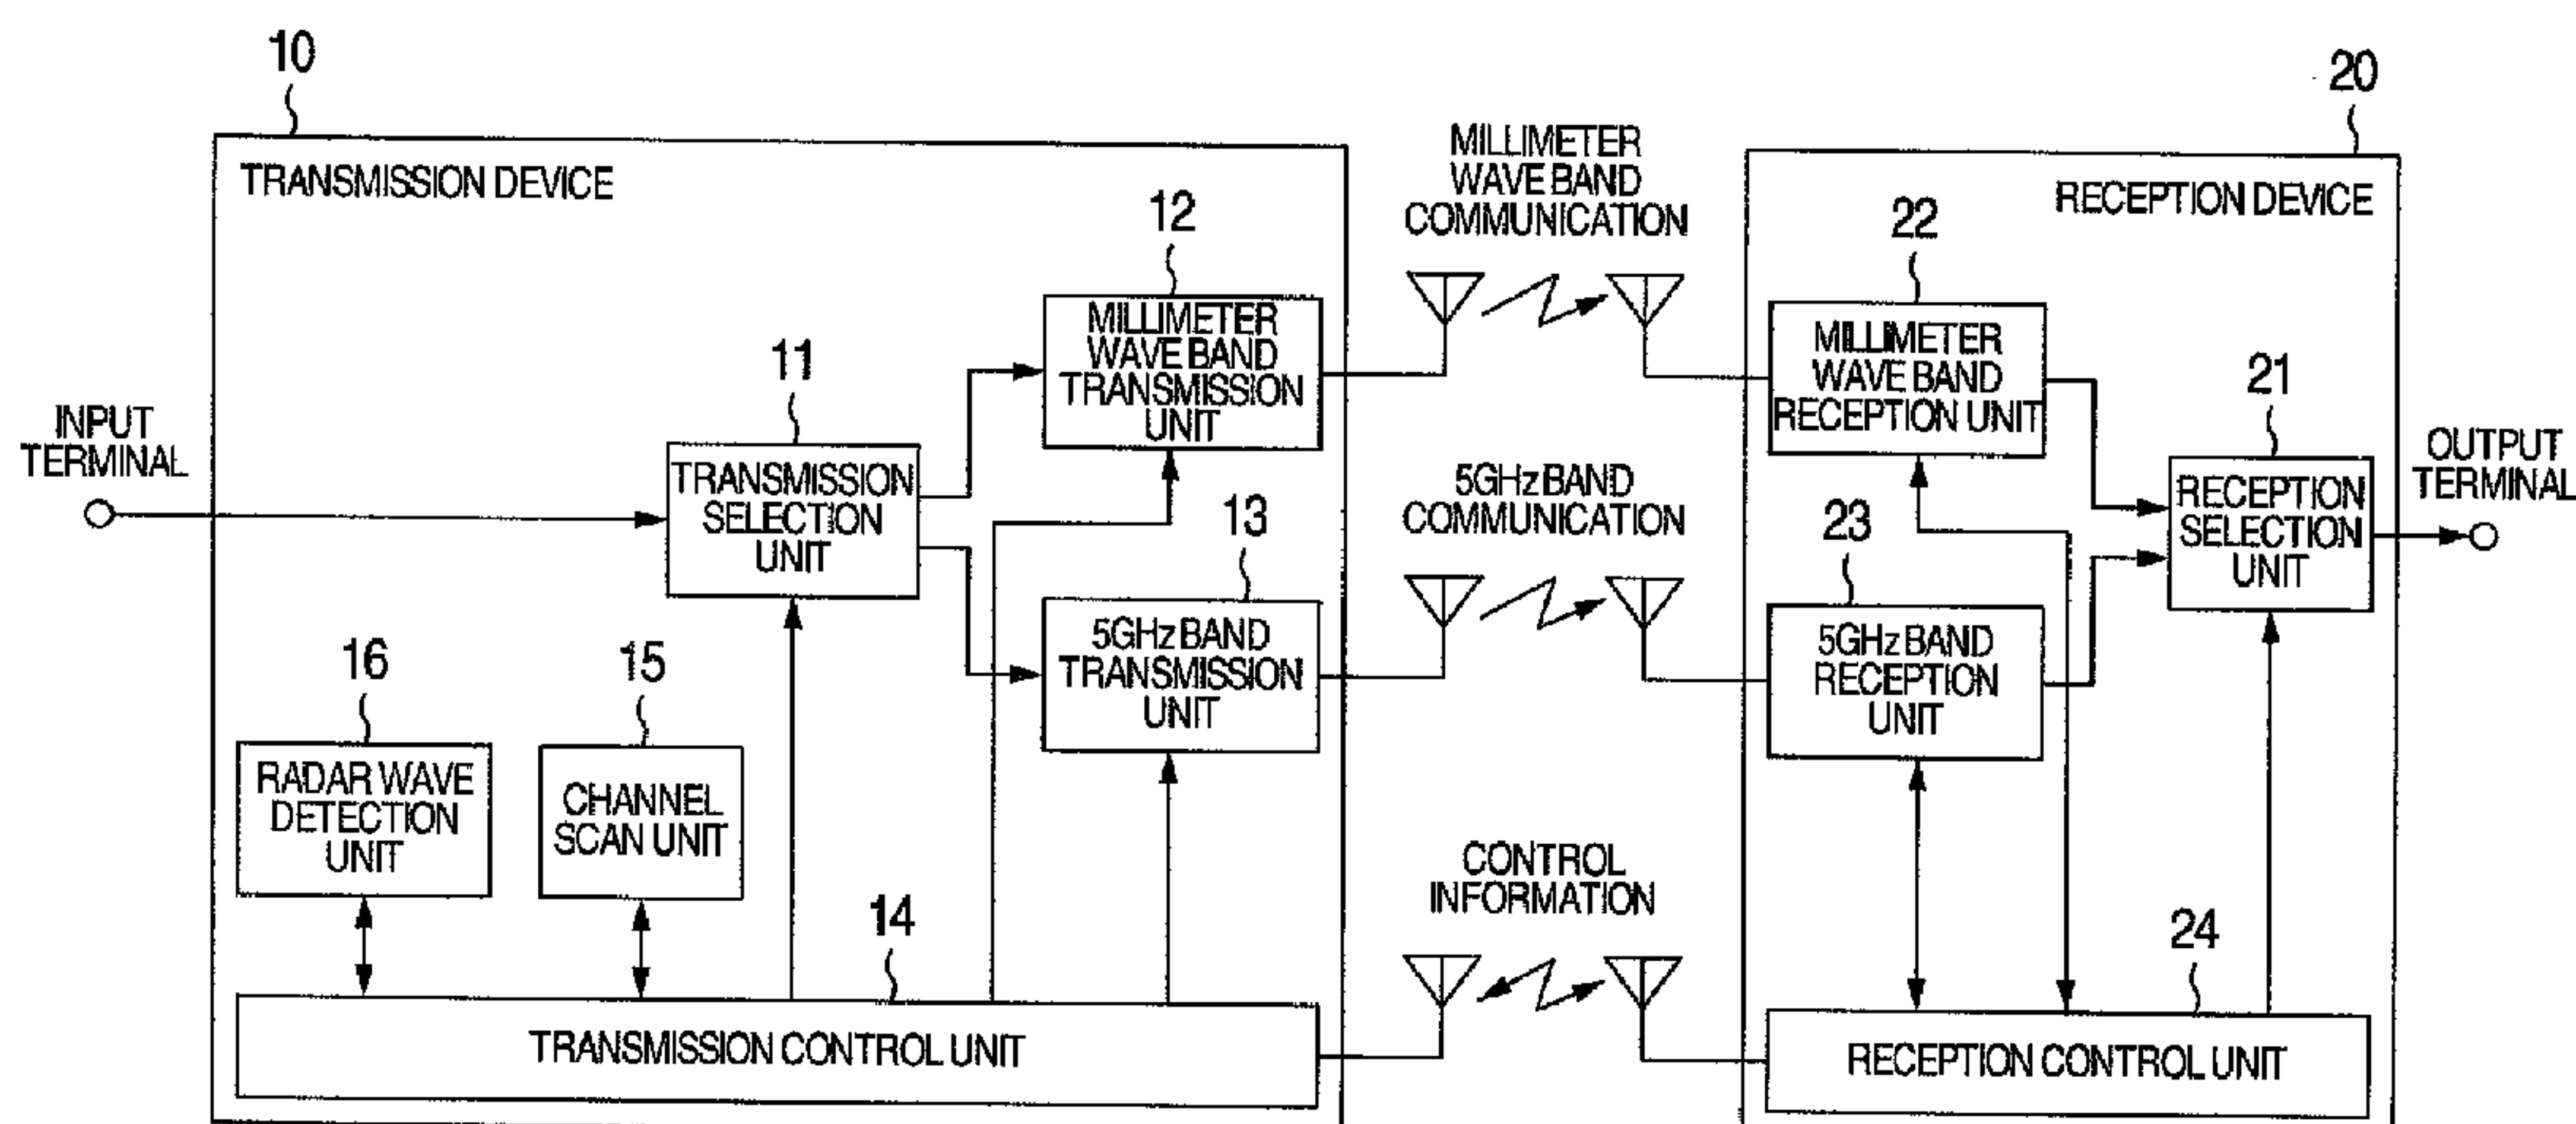 10
20
TRANSMISSION DEVICE
RECEPTION DEVICE
MILLIMETER
WAVE BAND
COMMUNICATION
12
MILLIMETER
WAVE BAND
TRANSMISSION
UNIT
22
MILLIMETER
WAVE BAND
RECEPTION UNIT
11
TRANSMISSION
SELECTION
UNIT
INPUT
TERMINAL
21
RECEPTION
SELECTION
UNIT
OUTPUT
TERMINAL
5GHz BAND
COMMUNICATION
13
5GHz BAND
TRANSMISSION
UNIT
23
5GHz BAND
RECEPTION
UNIT
16
RADAR WAVE
DETECTION
UNIT
15
CHANNEL
SCAN UNIT
CONTROL
INFORMATION
14
TRANSMISSION CONTROL UNIT
24
RECEPTION CONTROL UNIT